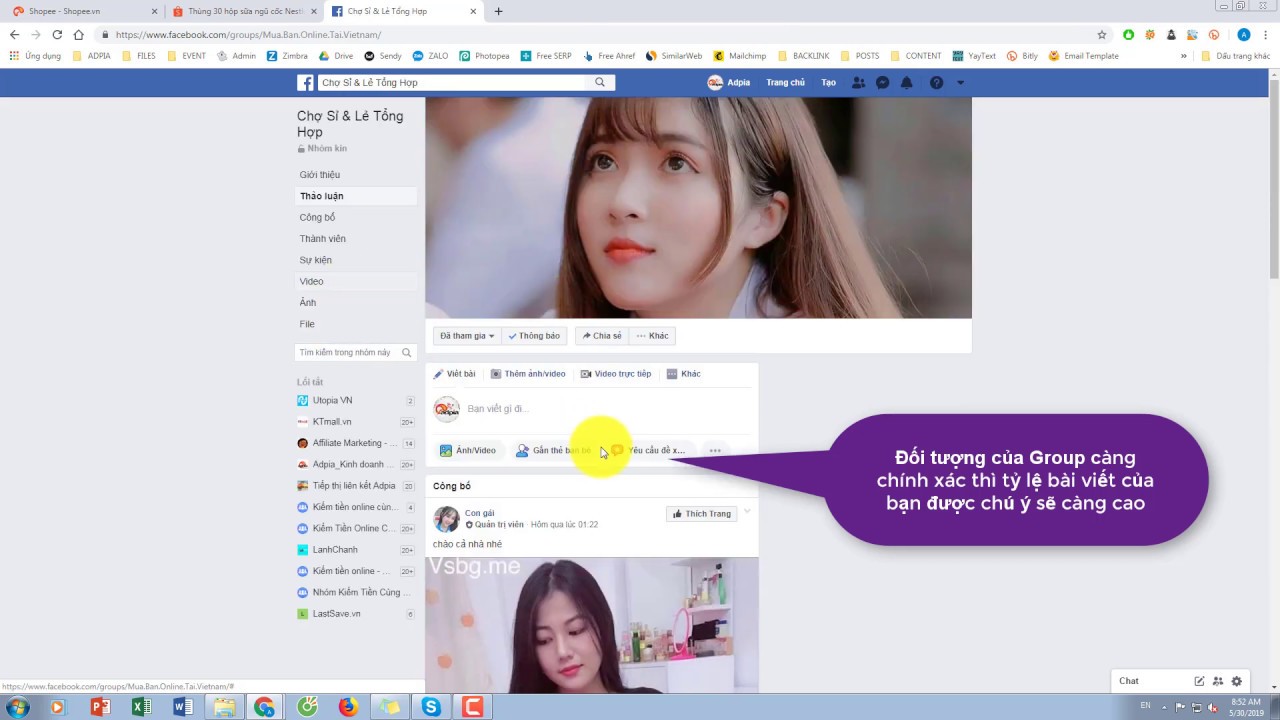 Shopee - Shopee.vn
Thùng 30 hộp sữa ngũ cốc Nestl
Chợ Sỉ & Lẻ Tổng Hợp
https://www.facebook.com/groups/Mua.Ban.Online.Tai.Vietnam/
Ứng dụng ADPIA FILES EVENT Admin Zimbra Drive Sendy ZALO Photopea Free SERP Free Ahref SimilarWeb Mailchimp BACKLINK POSTS CONTENT YayText Bitly Email Template » Dấu trang khác
Chợ Sỉ & Lẻ Tổng Hợp
Adpia Trang chủ Tạo
Chợ Sỉ & Lẻ Tổng
Hợp
Nhóm kín
Giới thiệu
Thảo luận
Công bố
Thành viên
Sự kiện
Video
Ảnh
File
Tìm kiếm trong nhóm này
Lối tắt
Utopia VN 2
KTmall.vn 20+
Affiliate Marketing - ... 14
Adpia_Kinh doanh ... 20+
Tiếp thị liên kết Adpia 20
Kiếm tiền online cùn... 4
Kiếm Tiền Online C... 20+
LanhChanh 20+
Kiếm tiền online - ... 20+
Nhóm Kiếm Tiền Cùng ...
LastSave.vn 6
Đã tham gia Thông báo Chia sẻ ... Khác
Viết bài Thêm ảnh/video Video trực tiếp Khác
Adpia
Bạn viết gì đi...
Ảnh/Video Gắn thẻ bạn bè Yêu cầu đề x... ...
Đối tượng của Group càng
chính xác thì tỷ lệ bài viết của
bạn được chú ý sẽ càng cao
Công bố
Con gái
Quản trị viên · Hôm qua lúc 01:22
Thích Trang
chào cả nhà nhé
Vsbg.me
Chat
https://www.facebook.com/groups/Mua.Ban.Online.Tai.Vietnam/#
EN
8:52 AM
5/30/2019